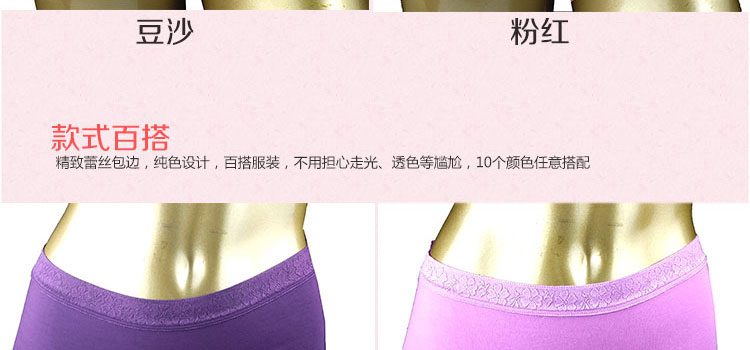 豆沙
粉红
款式百搭
精致蕾丝包边，纯色设计，百搭服装，不用担心走光、透色等尴尬，10个颜色任意搭配